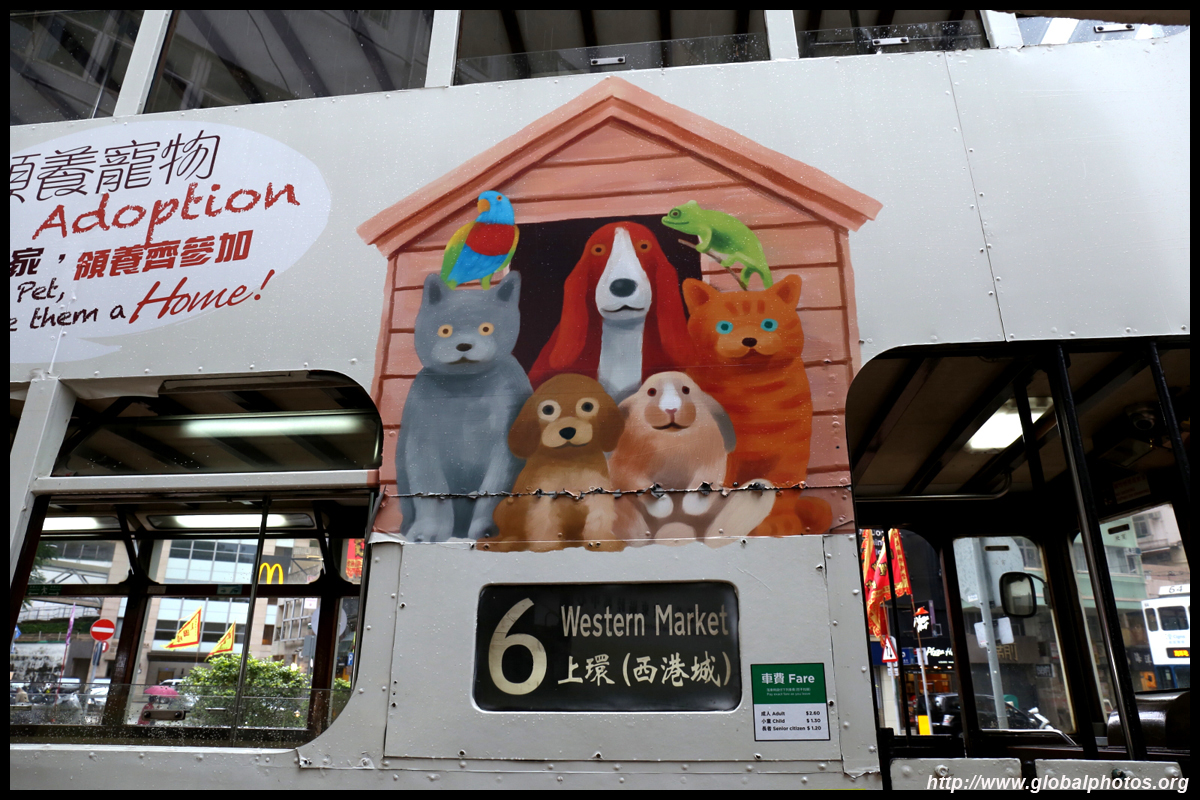 領養寵物
Adoption
家，領養齊參加
Pet,
them a Home!
6 Western Market
上環 (西港城)
車費 Fare
成人 Adult $2.60
小童 Child $ 1.30
長者 Senior citizen $ 1.20
http://www.globalphotos.org